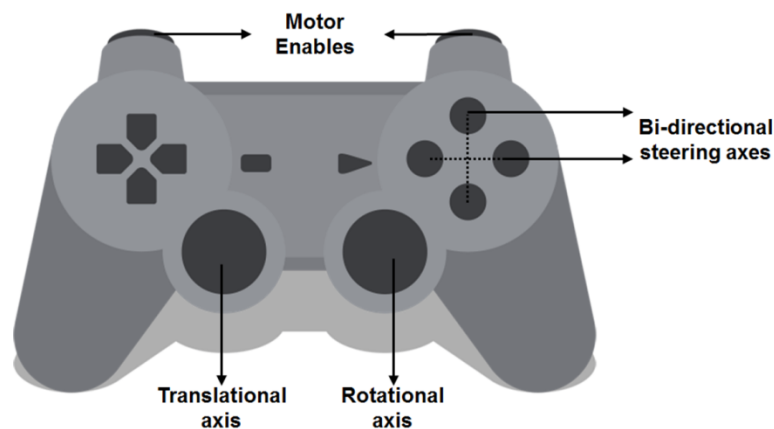 Motor
Enables
Bi-directional
steering axes
Translational
axis
Rotational
axis